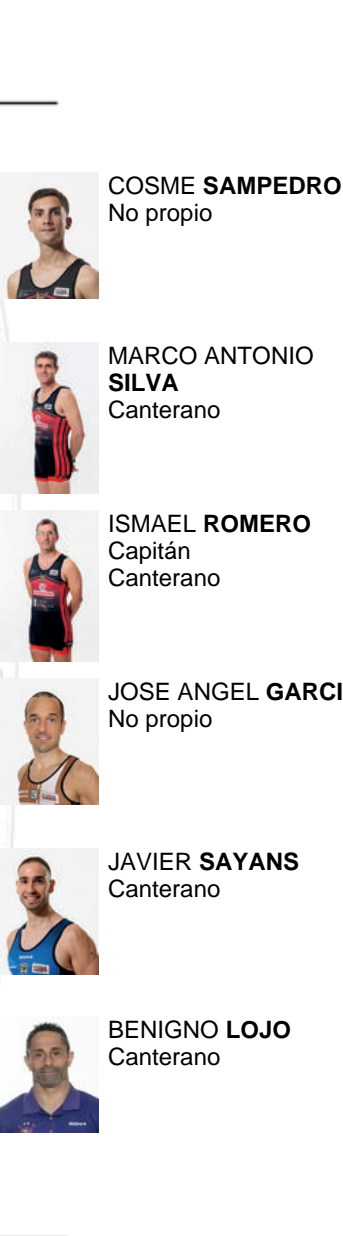 COSME SAMPEDRO
No propio
MARCO ANTONIO
SILVA
Canterano
ISMAEL ROMERO
Capitán
Canterano
JOSE ANGEL GARCI
No propio
JAVIER SAYANS
Canterano
BENIGNO LOJO
Canterano